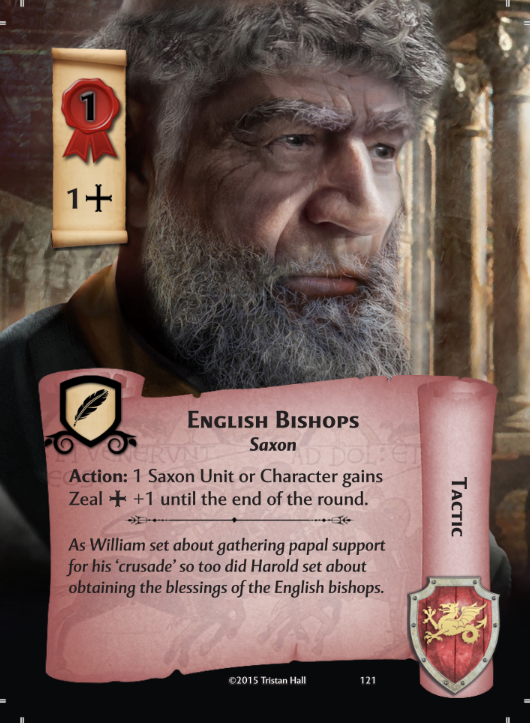 1
1
English Bishops
Saxon
Action: 1 Saxon Unit or Character gains
Zeal +1 until the end of the round.
As William set about gathering papal support
for his ‘crusade’ so too did Harold set about
obtaining the blessings of the English bishops.
Tactic
©2015 Tristan Hall 121